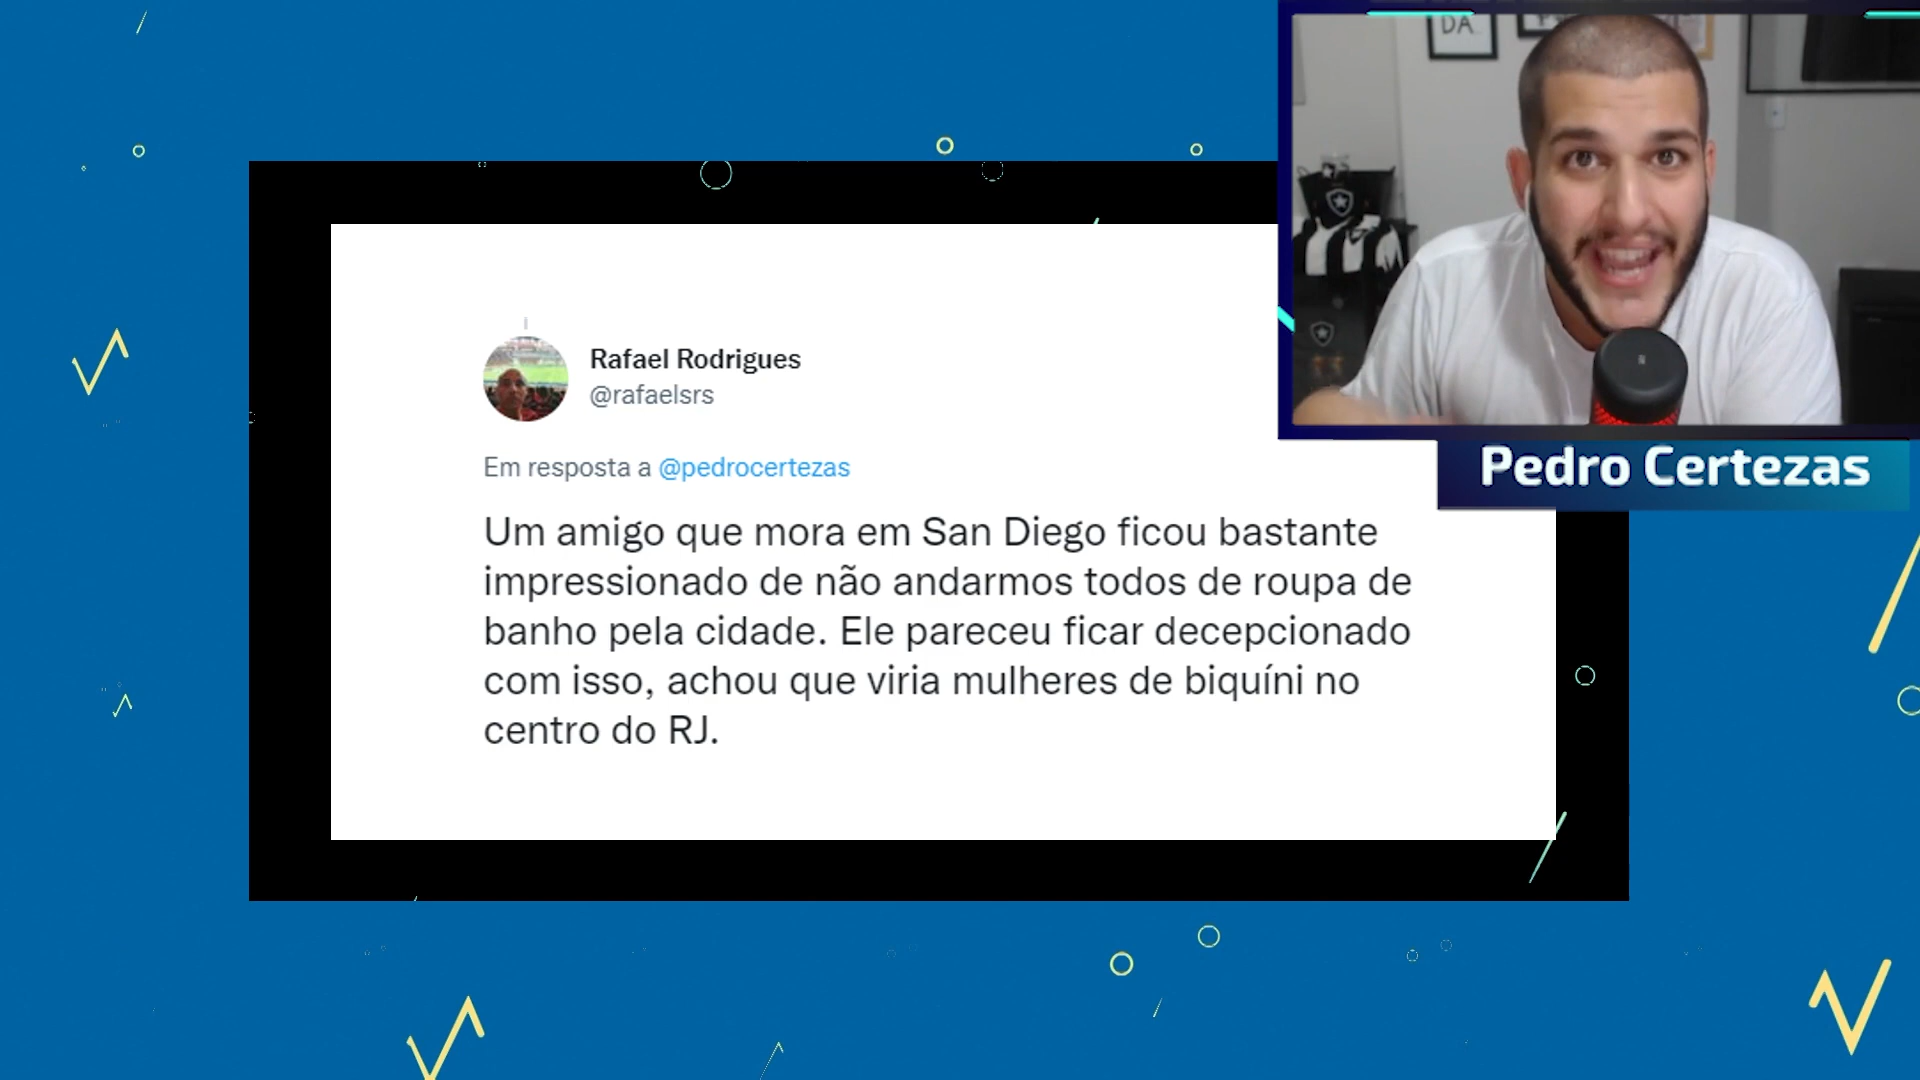 DA
Rafael Rodrigues
@rafaelsrs
Em resposta a @pedrocertezas
Pedro Certezas
Um amigo que mora em San Diego ficou bastante
impressionado de não andarmos todos de roupa de
banho pela cidade. Ele pareceu ficar decepcionado
com isso, achou que viria mulheres de biquíni no
centro do RJ.